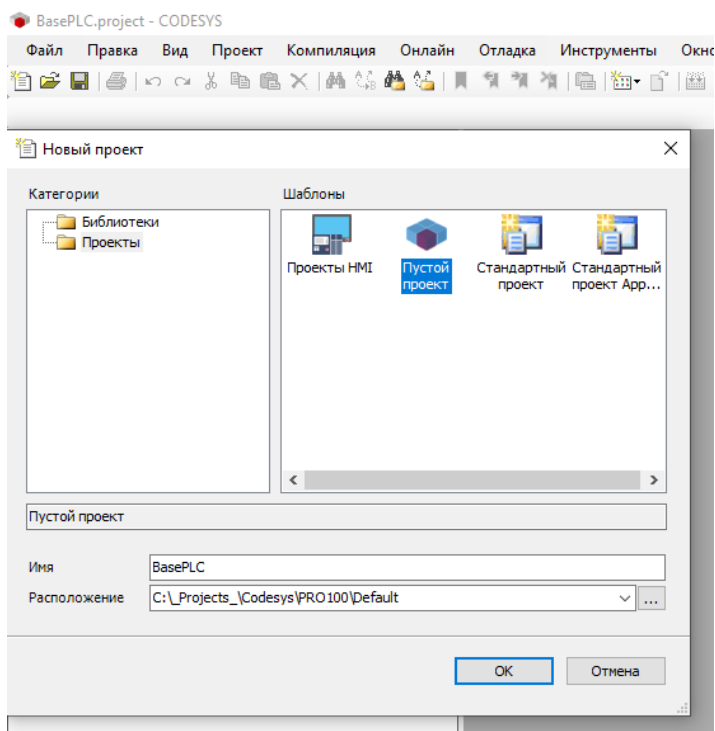 BasePLC.project - CODESYS
Файл Правка Вид Проект Компиляция Онлайн Отладка Инструменты
Новый проект
Категории Шаблоны
Библиотеки
Проекты
Проекты HMI Пустой проект Стандартный проект Стандартный проект App...
Пустой проект
Имя BasePLC
Расположение C:\_Projects_\Codesys\PRO100\Default
...
OK Отмена